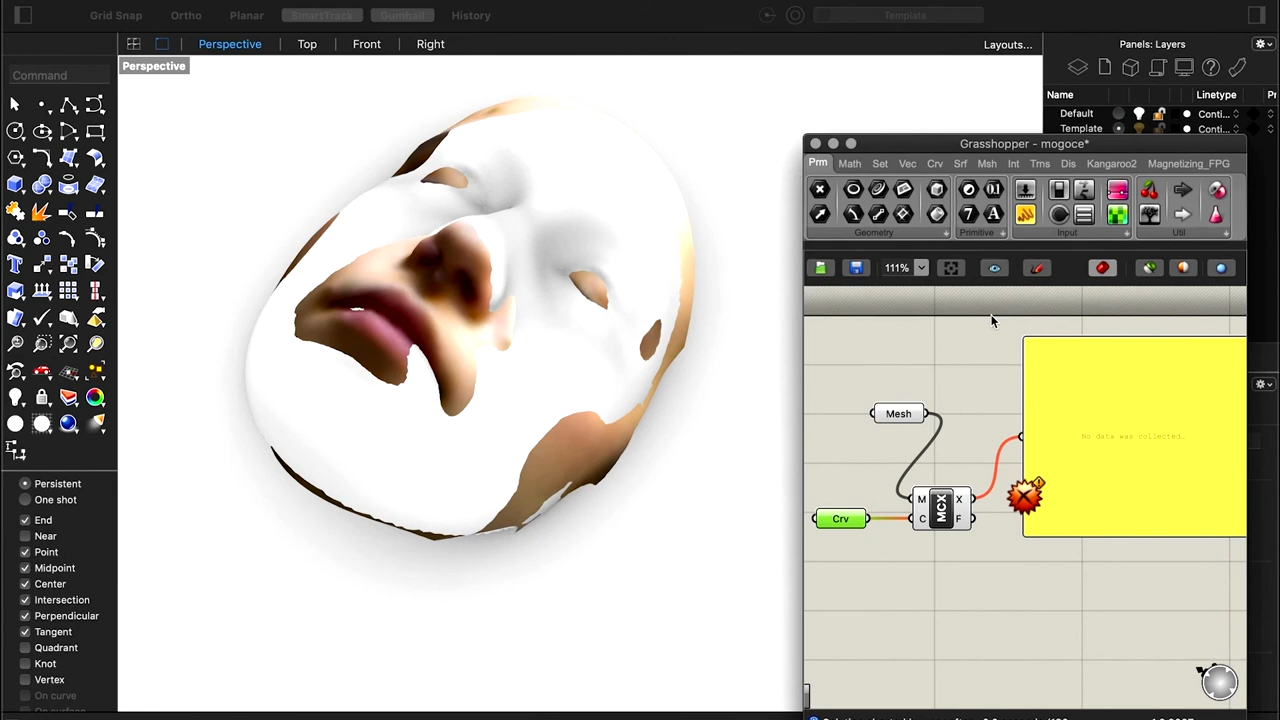 Grid Snap Ortho Planar SmartTrack Gumball History Template
Perspective Top Front Right Layouts... Panels: Layers
Perspective
Command
Name Linetype Pr
Default Conti...
Template Conti...
Grasshopper - mogoce*
Prm Math Set Vec Crv Srf Msh Int Trns Dis Kangaroo2 Magnetizing_FPG
Geometry Primitive Input Util
111%
No data was collected…
Mesh
M MCX X
C F
Crv
Persistent
One shot
End
Near
Point
Midpoint
Center
Intersection
Perpendicular
Tangent
Quadrant
Knot
Vertex
On curve